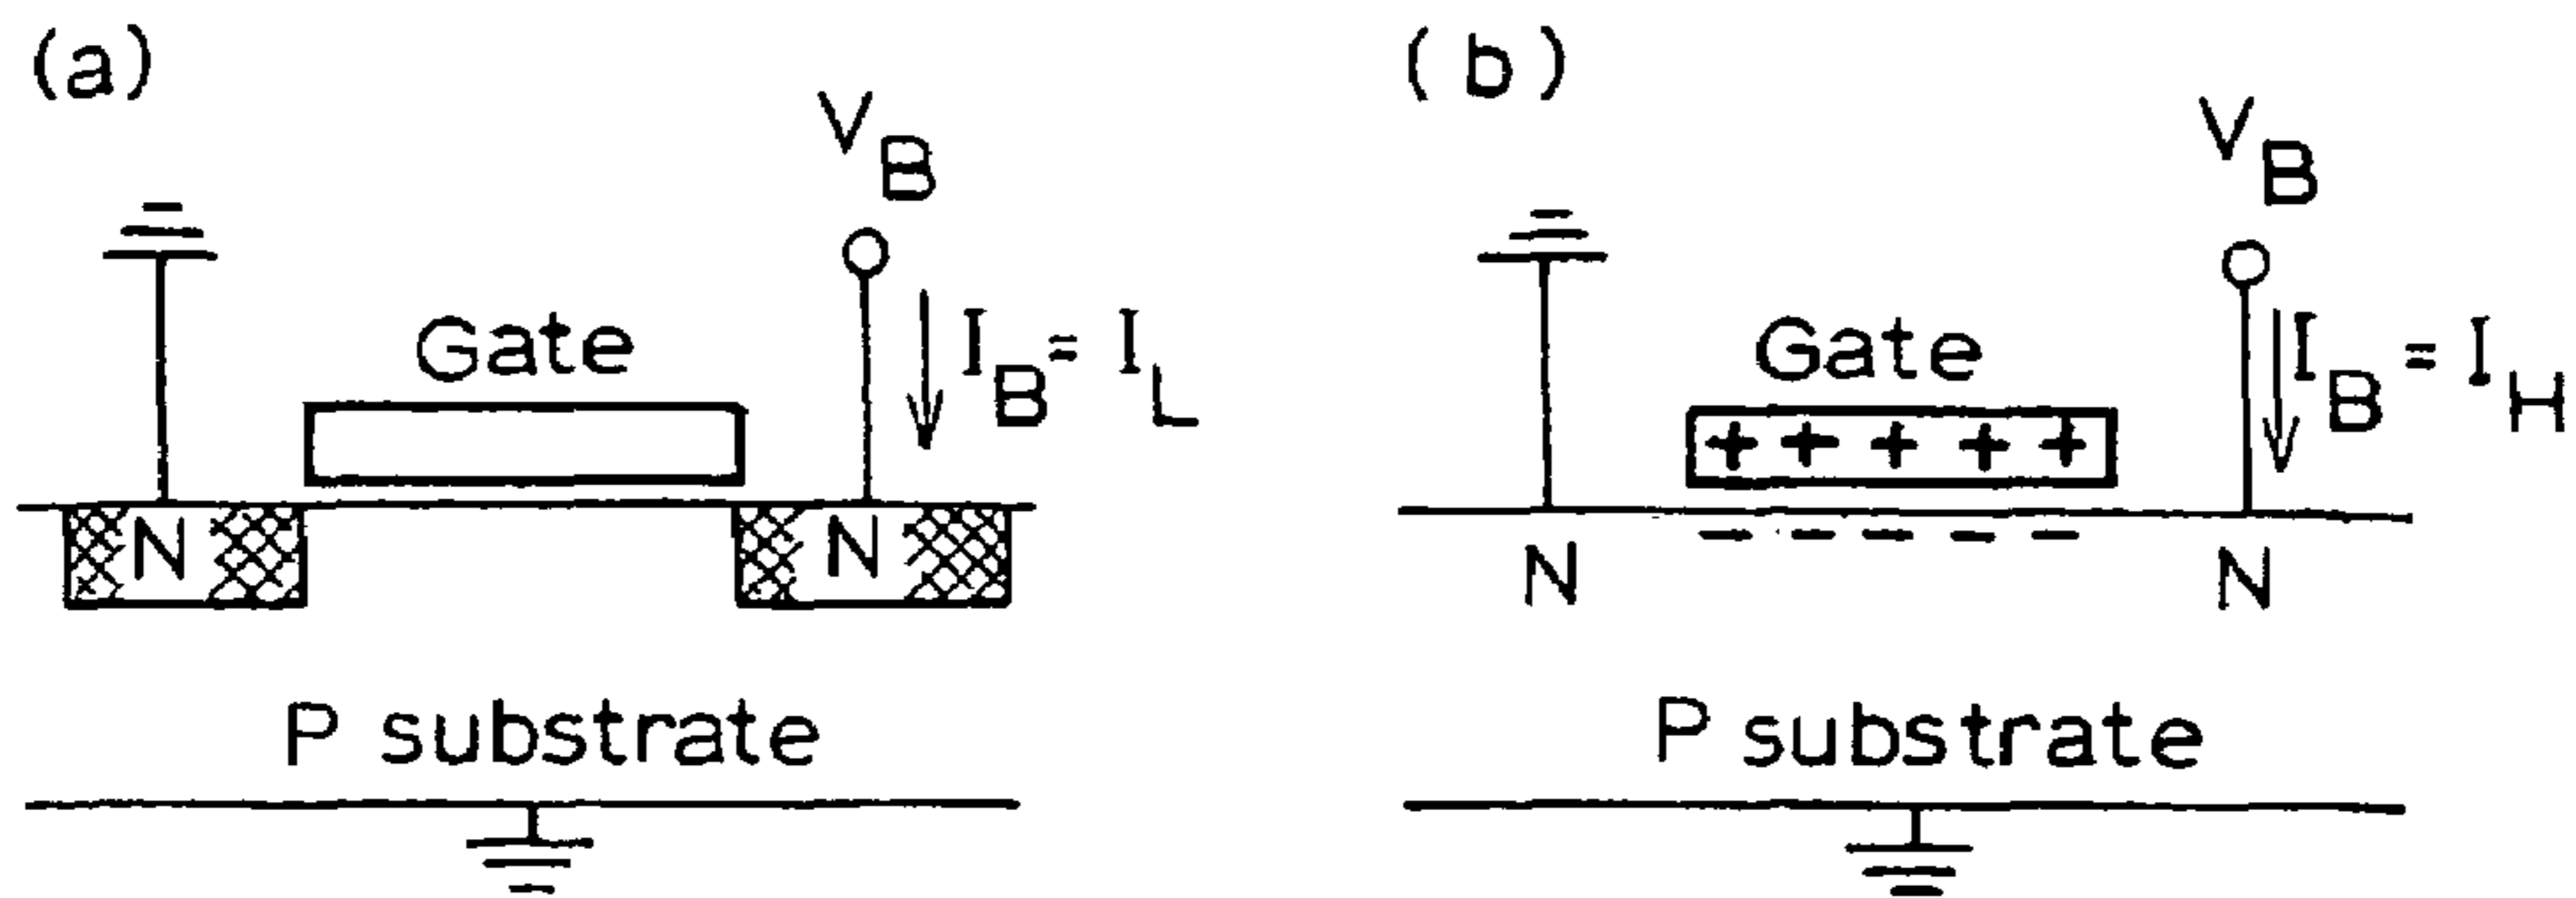 (a)
V_B
Gate
I_B = I_L
N
N
P substrate
(b)
V_B
Gate
+ + + + +
I_B = I_H
- - - - -
N
N
P substrate